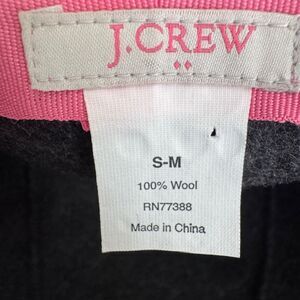 J.CREW
S-M
100% Wool
RN77388
Made in China